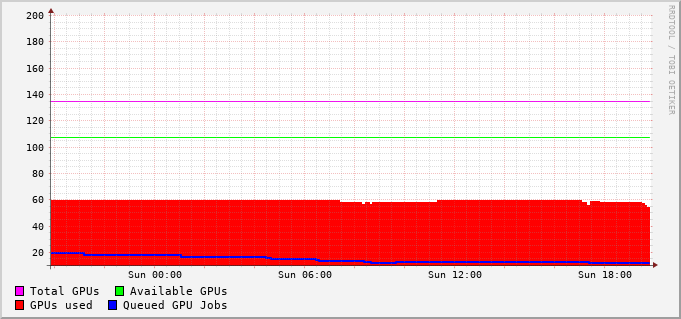 200
180
160
140
120
100
80
60
40
20
Sun 00:00 Sun 06:00 Sun 12:00 Sun 18:00
Total GPUs Available GPUs
GPUs used Queued GPU Jobs
RRDTOOL / TOBI OETIKER